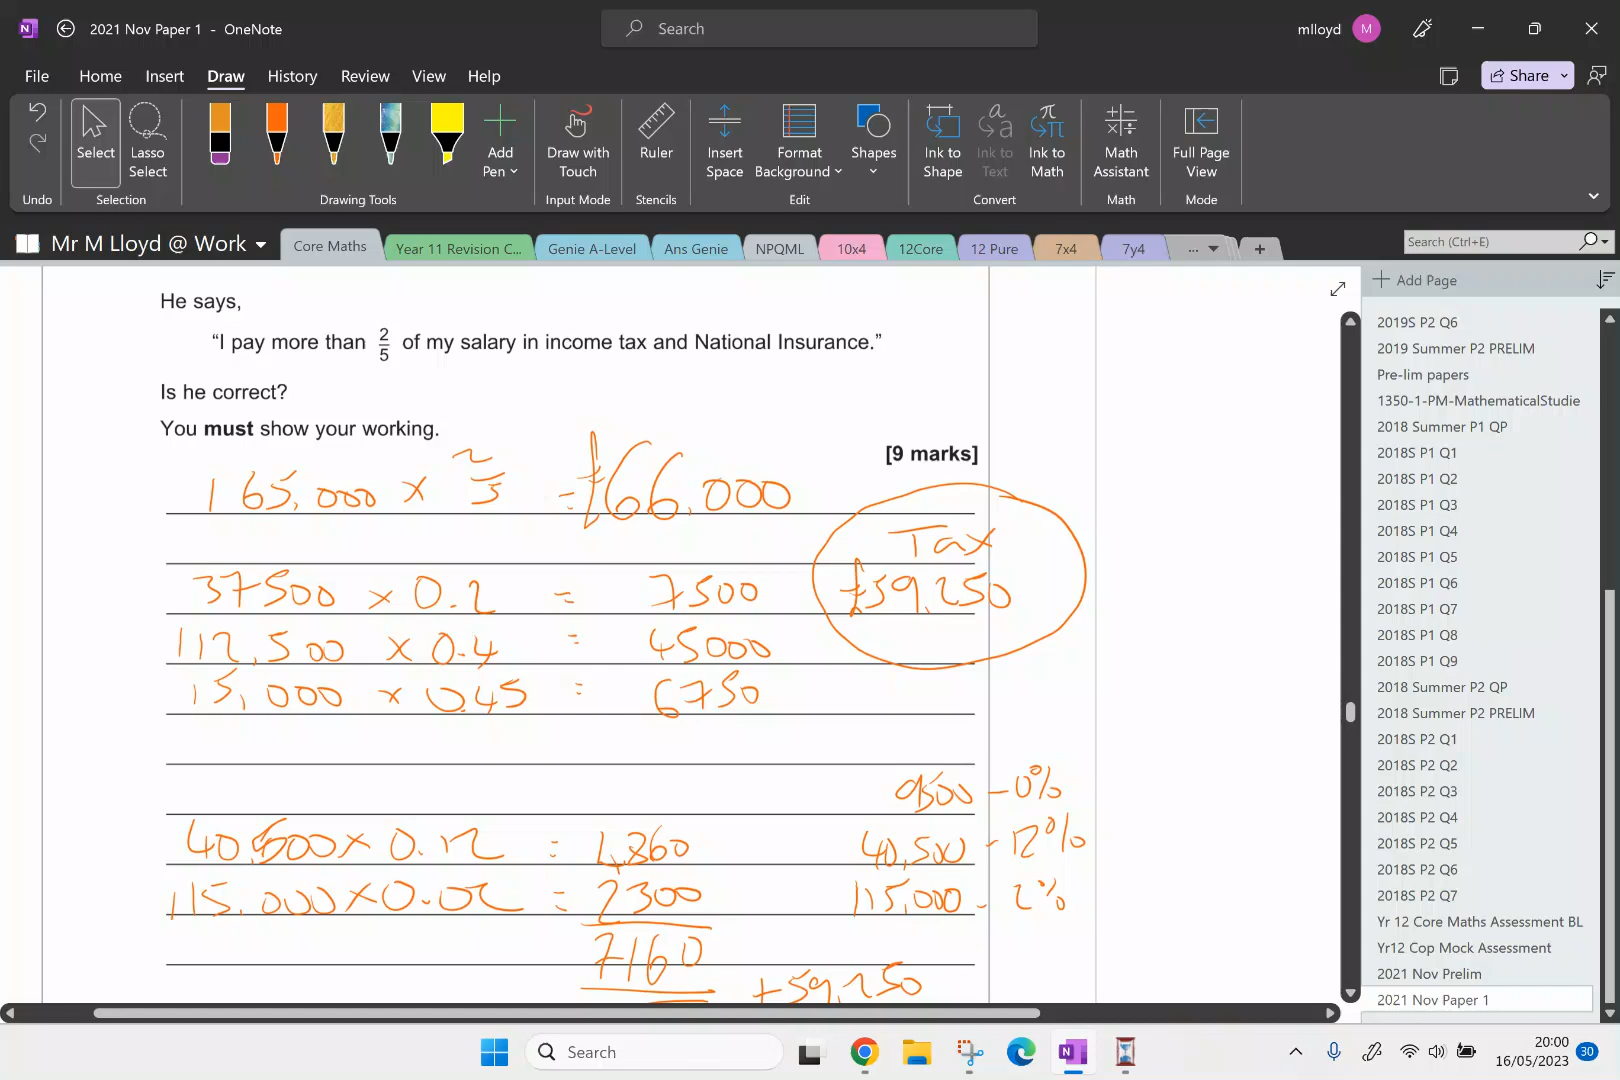 2021 Nov Paper 1 - OneNote
Search
mlloyd
M
File Home Insert Draw History Review View Help
Share
Select
Lasso Select
Add Pen
Draw with Touch
Ruler
Insert Space
Format Background
Shapes
Ink to Shape
Ink to Text
Ink to Math
Math Assistant
Full Page View
Undo Selection Drawing Tools Input Mode Stencils Edit Convert Math Mode
Mr M Lloyd @ Work
Core Maths Year 11 Revision C... Genie A-Level Ans Genie NPQML 10x4 12Core 12 Pure 7x4 7y4 ...
Search (Ctrl+E)
He says,
“I pay more than 2/5 of my salary in income tax and National Insurance.”
Is he correct?
You must show your working.
[9 marks]
165,000 × 2/5 = £66,000
Tax
£59,250
37500 × 0.2 = 7500
112,500 × 0.4 = 45000
15,000 × 0.45 = 6750
9500 - 0%
40,500 × 0.12 = 4,860
40,500 - 12%
115,000 × 0.02 = 2300
115,000 - 2%
7160
+59,250
Add Page
2019S P2 Q6
2019 Summer P2 PRELIM
Pre-lim papers
1350-1-PM-MathematicalStudie
2018 Summer P1 QP
2018S P1 Q1
2018S P1 Q2
2018S P1 Q3
2018S P1 Q4
2018S P1 Q5
2018S P1 Q6
2018S P1 Q7
2018S P1 Q8
2018S P1 Q9
2018 Summer P2 QP
2018 Summer P2 PRELIM
2018S P2 Q1
2018S P2 Q2
2018S P2 Q3
2018S P2 Q4
2018S P2 Q5
2018S P2 Q6
2018S P2 Q7
Yr 12 Core Maths Assessment BL
Yr12 Cop Mock Assessment
2021 Nov Prelim
2021 Nov Paper 1
Search
20:00
16/05/2023
30